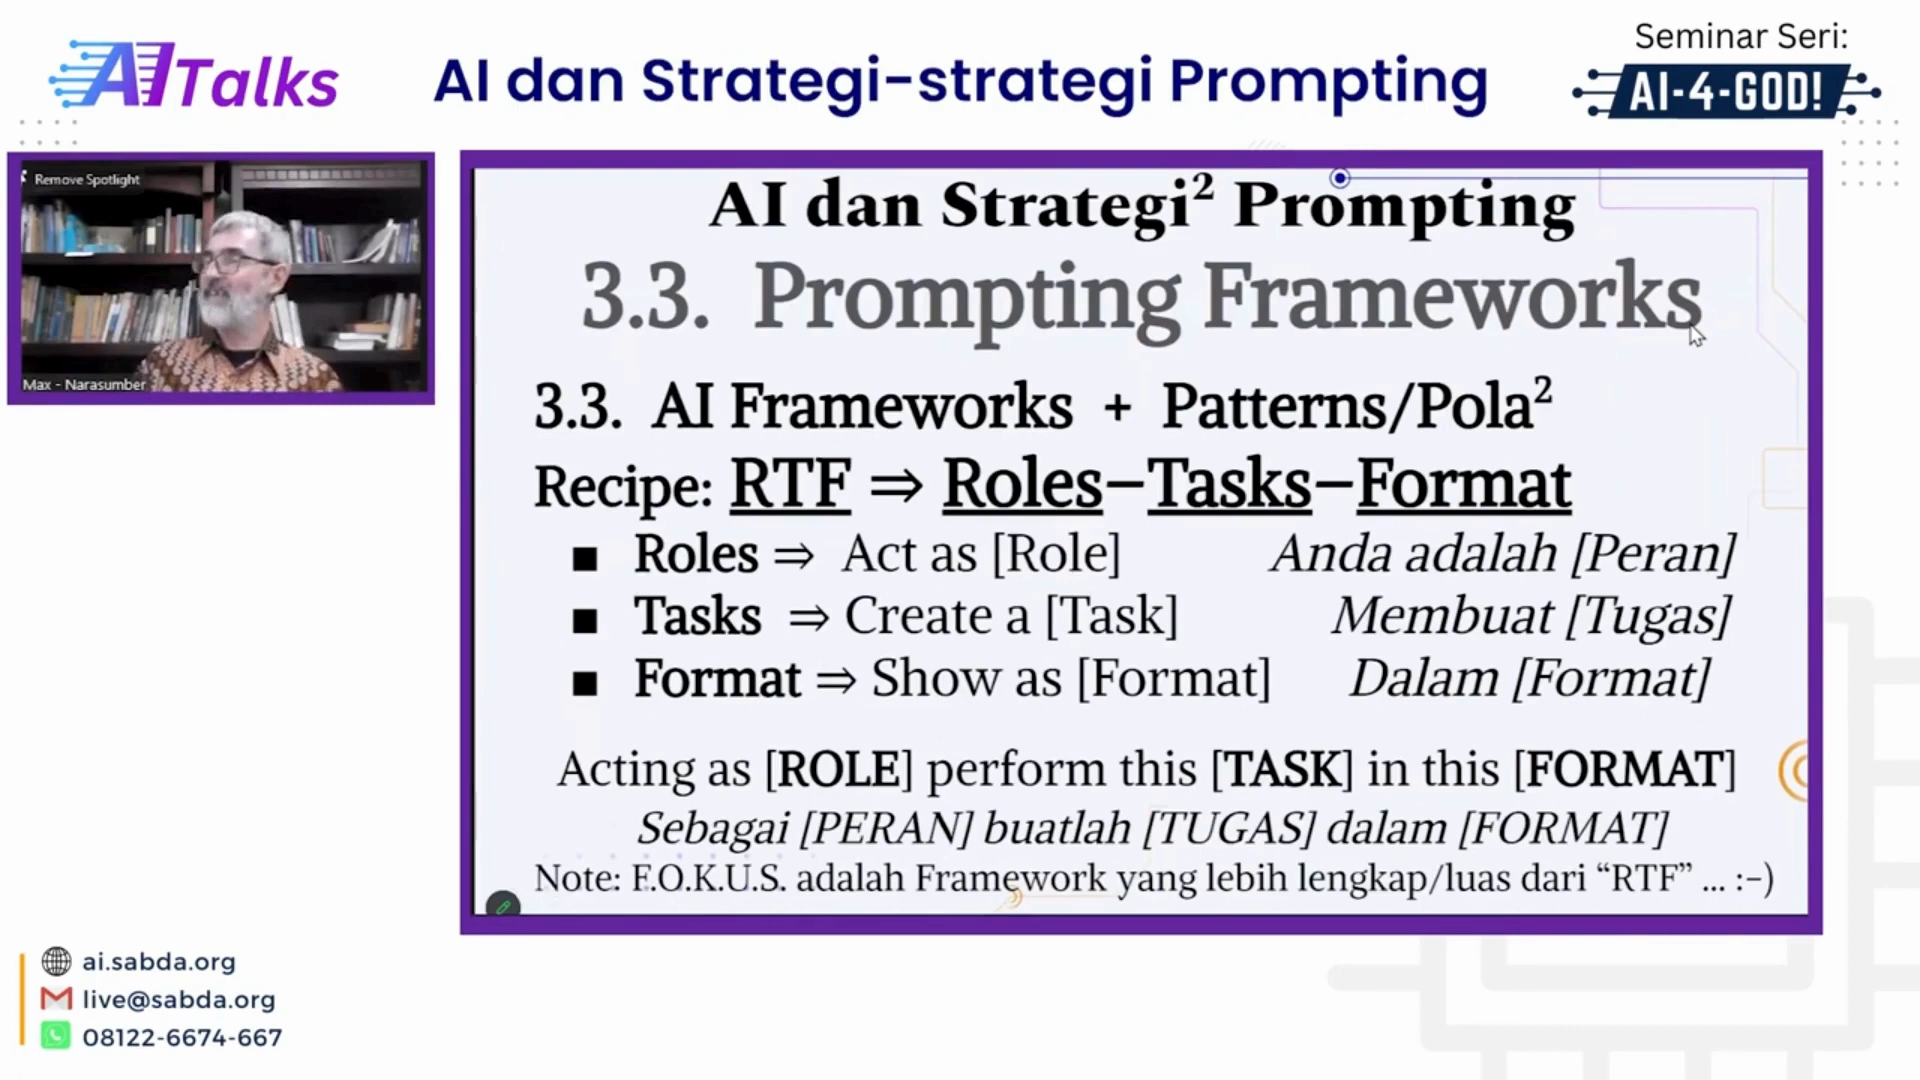 AI Talks
AI dan Strategi-strategi Prompting
Seminar Seri:
AI-4-GOD!
Remove Spotlight
Max - Narasumber
AI dan Strategi² Prompting
3.3. Prompting Frameworks
3.3. AI Frameworks + Patterns/Pola²
Recipe: RTF ⇒ Roles–Tasks–Format
■ Roles ⇒ Act as [Role] Anda adalah [Peran]
■ Tasks ⇒ Create a [Task] Membuat [Tugas]
■ Format ⇒ Show as [Format] Dalam [Format]
Acting as [ROLE] perform this [TASK] in this [FORMAT]
Sebagai [PERAN] buatlah [TUGAS] dalam [FORMAT]
Note: F.O.K.U.S. adalah Framework yang lebih lengkap/luas dari “RTF” ... :-)
ai.sabda.org
live@sabda.org
08122-6674-667